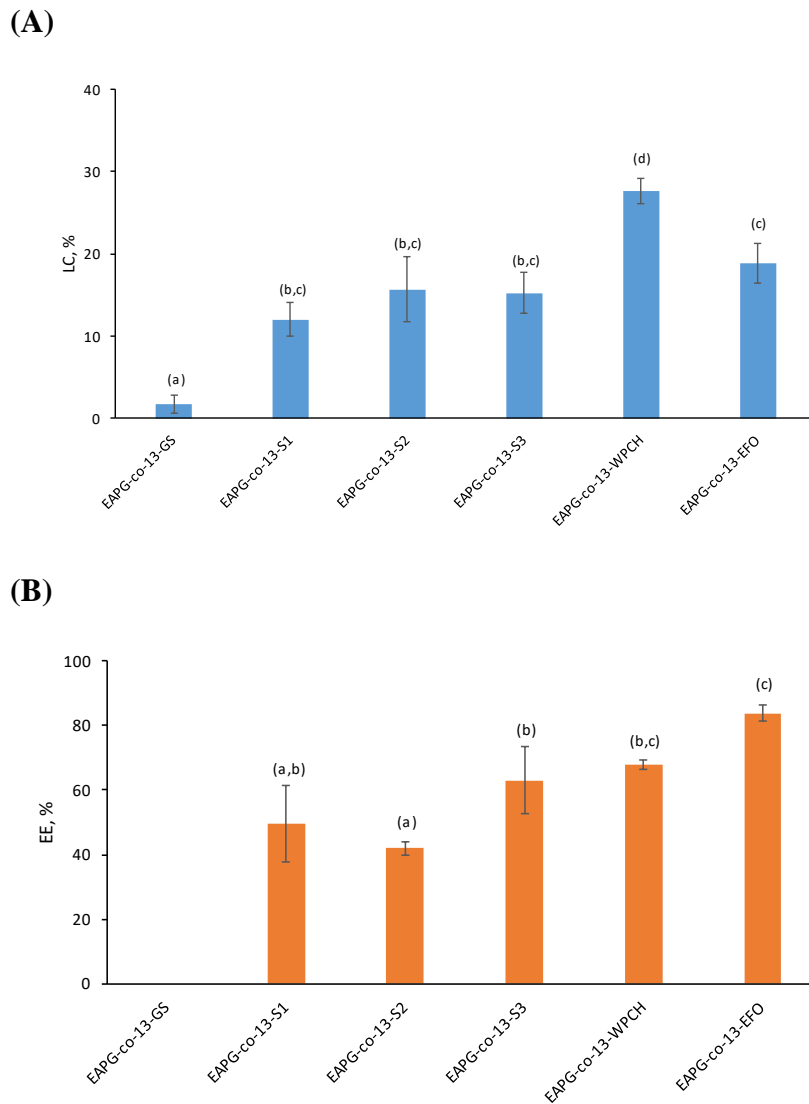 (A)
40
30
20
10
0
LC, %
(a)
(b,c)
(b,c)
(b,c)
(d)
(c)
EAPG-co-13-GS
EAPG-co-13-S1
EAPG-co-13-S2
EAPG-co-13-S3
EAPG-co-13-WPCH
EAPG-co-13-EFO
(B)
100
80
60
40
20
0
EE, %
(a,b)
(a)
(b)
(b,c)
(c)
EAPG-co-13-GS
EAPG-co-13-S1
EAPG-co-13-S2
EAPG-co-13-S3
EAPG-co-13-WPCH
EAPG-co-13-EFO